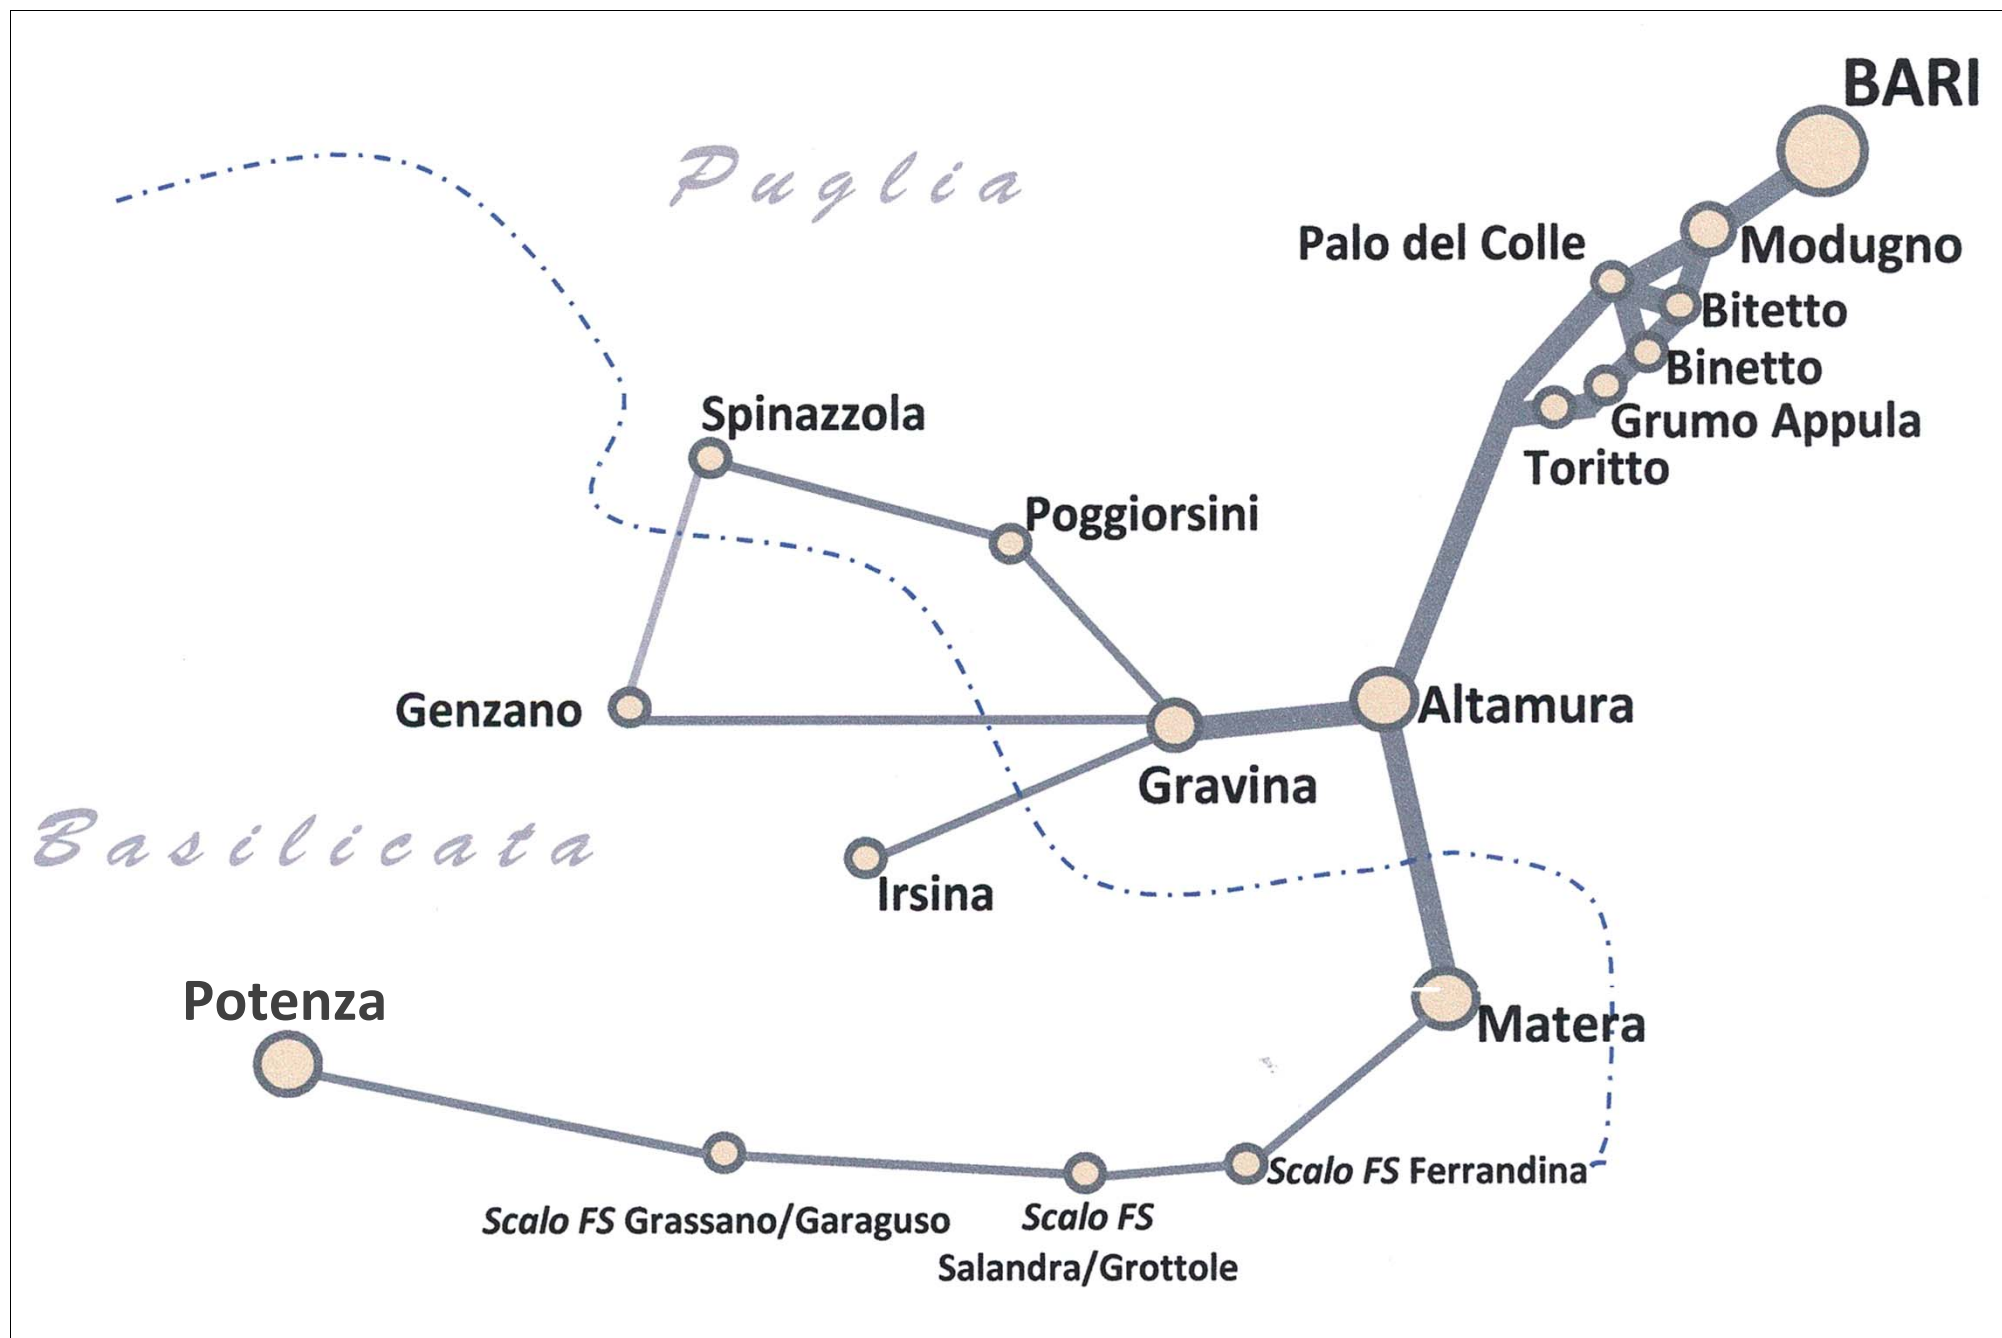 BARI
Puglia
Palo del Colle
Modugno
Bitetto
Binetto
Spinazzola
Grumo Appula
Toritto
Poggiorsini
Genzano
Altamura
Gravina
Basilicata
Irsina
Potenza
Matera
Scalo FS Ferrandina
Scalo FS Grassano/Garaguso
Scalo FS
Salandra/Grottole